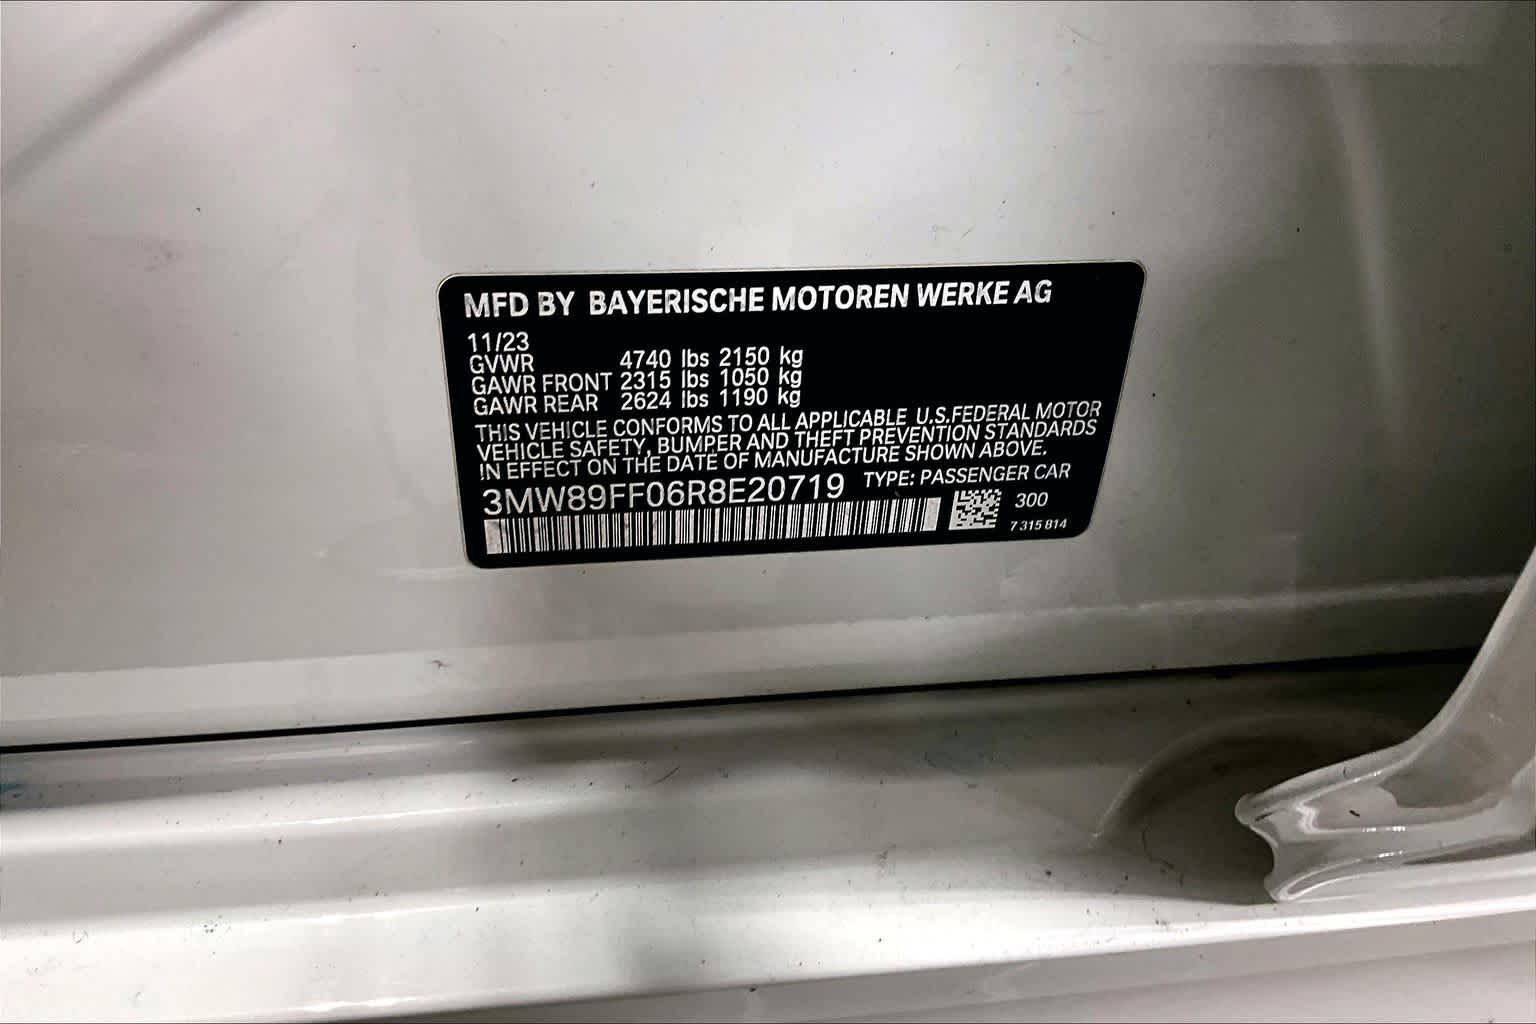 MFD BY BAYERISCHE MOTOREN WERKE AG
11/23
GVWR 4740 lbs 2150 kg
GAWR FRONT 2315 lbs 1050 kg
GAWR REAR 2624 lbs 1190 kg
THIS VEHICLE CONFORMS TO ALL APPLICABLE U.S.FEDERAL MOTOR
VEHICLE SAFETY, BUMPER AND THEFT PREVENTION STANDARDS
IN EFFECT ON THE DATE OF MANUFACTURE SHOWN ABOVE.
3MW89FF06R8E20719 TYPE: PASSENGER CAR
300
7 315 814